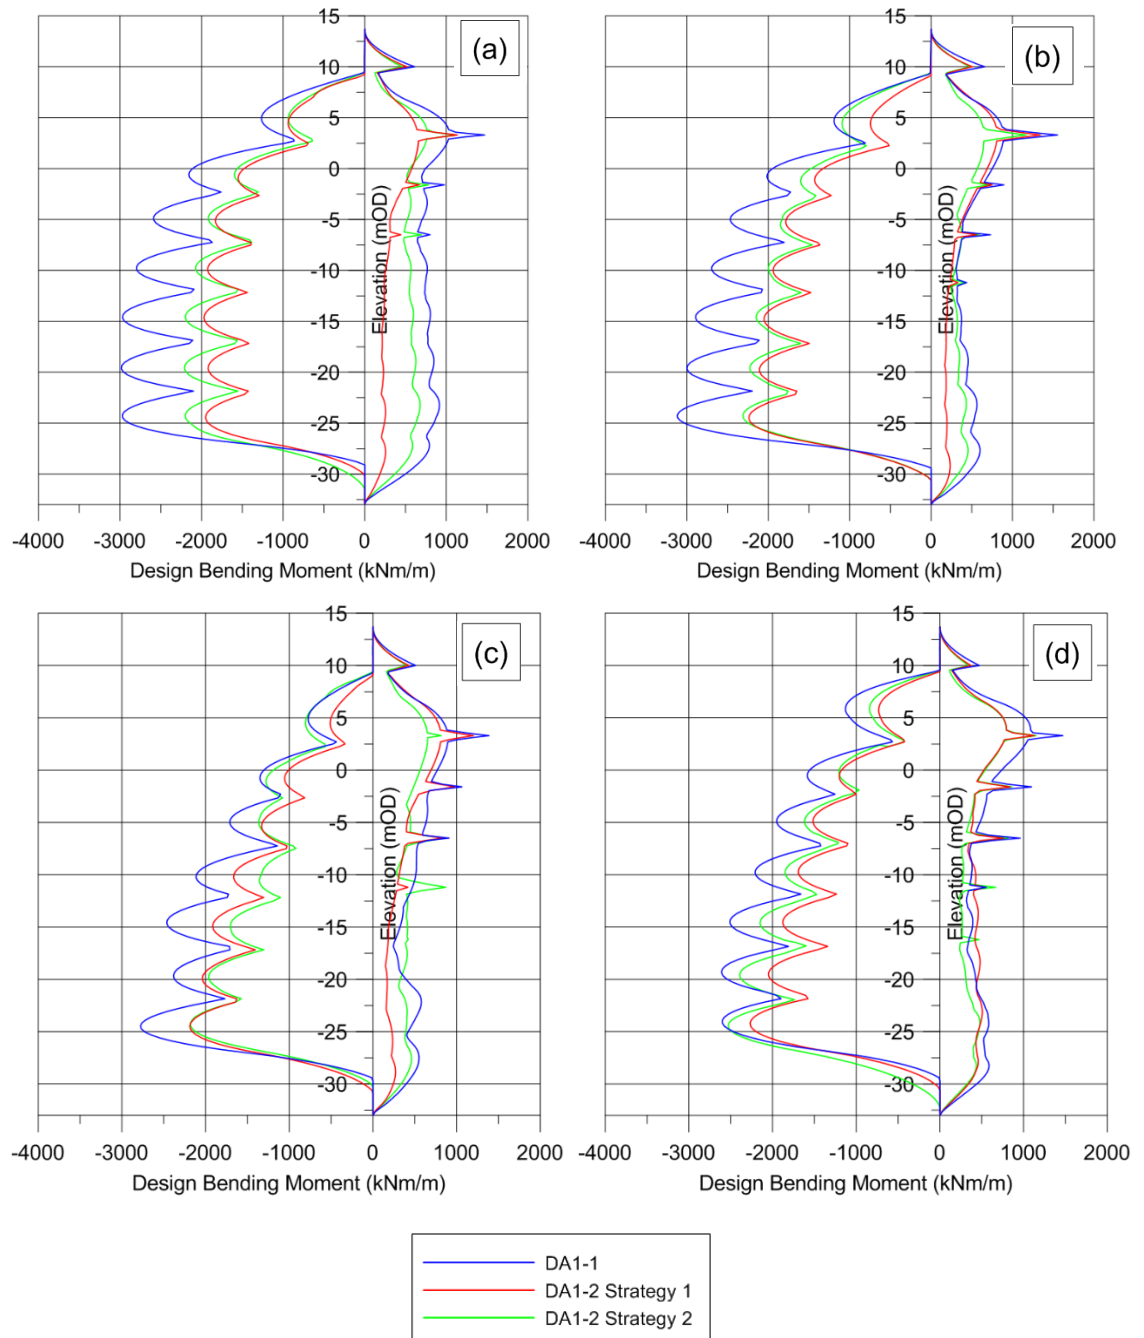 15
(a)
10
5
0
-5
-10
-15
-20
-25
-30
Elevation (mOD)
-4000 -3000 -2000 -1000 0 1000 2000
Design Bending Moment (kNm/m)
15
(b)
10
5
0
-5
-10
-15
-20
-25
-30
Elevation (mOD)
-4000 -3000 -2000 -1000 0 1000 2000
Design Bending Moment (kNm/m)
15
(c)
10
5
0
-5
-10
-15
-20
-25
-30
Elevation (mOD)
-4000 -3000 -2000 -1000 0 1000 2000
Design Bending Moment (kNm/m)
15
(d)
10
5
0
-5
-10
-15
-20
-25
-30
Elevation (mOD)
-4000 -3000 -2000 -1000 0 1000 2000
Design Bending Moment (kNm/m)
DA1-1
DA1-2 Strategy 1
DA1-2 Strategy 2